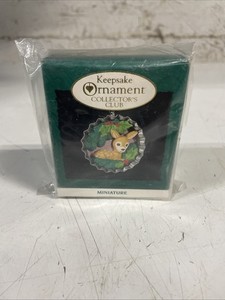 Keepsake
Ornament
COLLECTOR'S
CLUB
MINIATURE